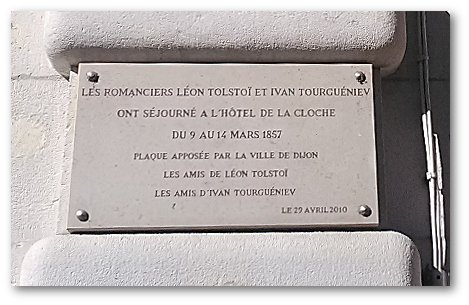 LES ROMANCIERS LÉON TOLSTOÏ ET IVAN TOURGUÉNIEV
ONT SÉJOURNÉ A L'HÔTEL DE LA CLOCHE
DU 9 AU 14 MARS 1857
PLAQUE APPOSÉE PAR LA VILLE DE DIJON
LES AMIS DE LÉON TOLSTOÏ
LES AMIS D'IVAN TOURGUÉNIEV
LE 29 AVRIL 2010